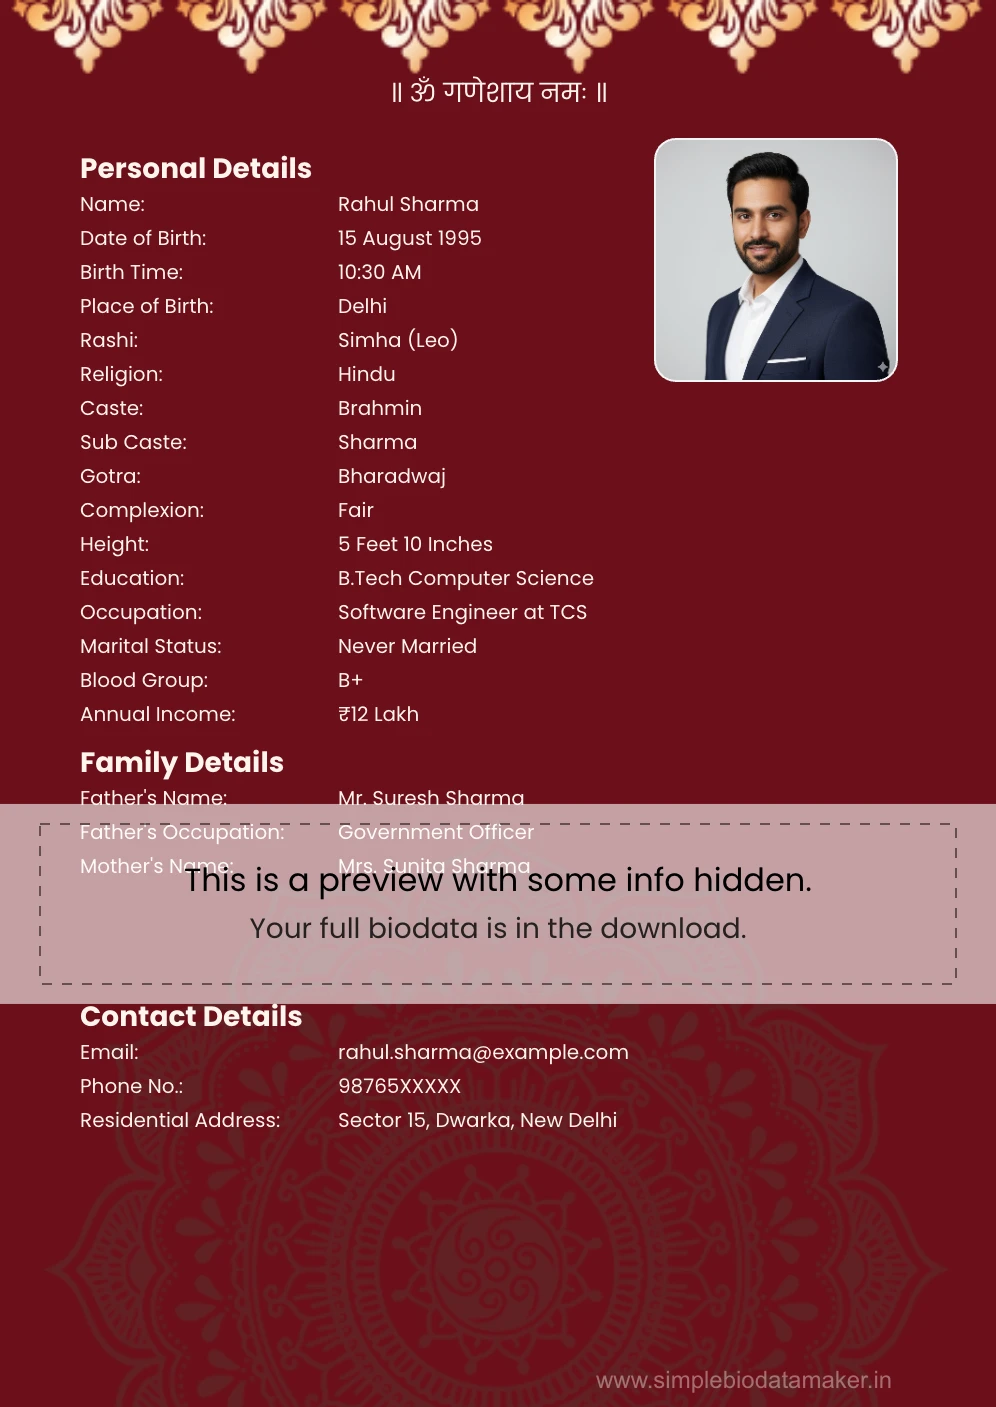 ॥ ॐ गणेशाय नमः ॥
Personal Details
Name: Rahul Sharma
Date of Birth: 15 August 1995
Birth Time: 10:30 AM
Place of Birth: Delhi
Rashi: Simha (Leo)
Religion: Hindu
Caste: Brahmin
Sub Caste: Sharma
Gotra: Bharadwaj
Complexion: Fair
Height: 5 Feet 10 Inches
Education: B.Tech Computer Science
Occupation: Software Engineer at TCS
Marital Status: Never Married
Blood Group: B+
Annual Income: ₹12 Lakh
Family Details
Father's Name: Mr. Suresh Sharma
Father's Occupation: Government Officer
Mother's Name: Mrs. Sunita Sharma
This is a preview with some info hidden.
Your full biodata is in the download.
Contact Details
Email: rahul.sharma@example.com
Phone No.: 98765XXXXX
Residential Address: Sector 15, Dwarka, New Delhi
www.simplebiodatamaker.in